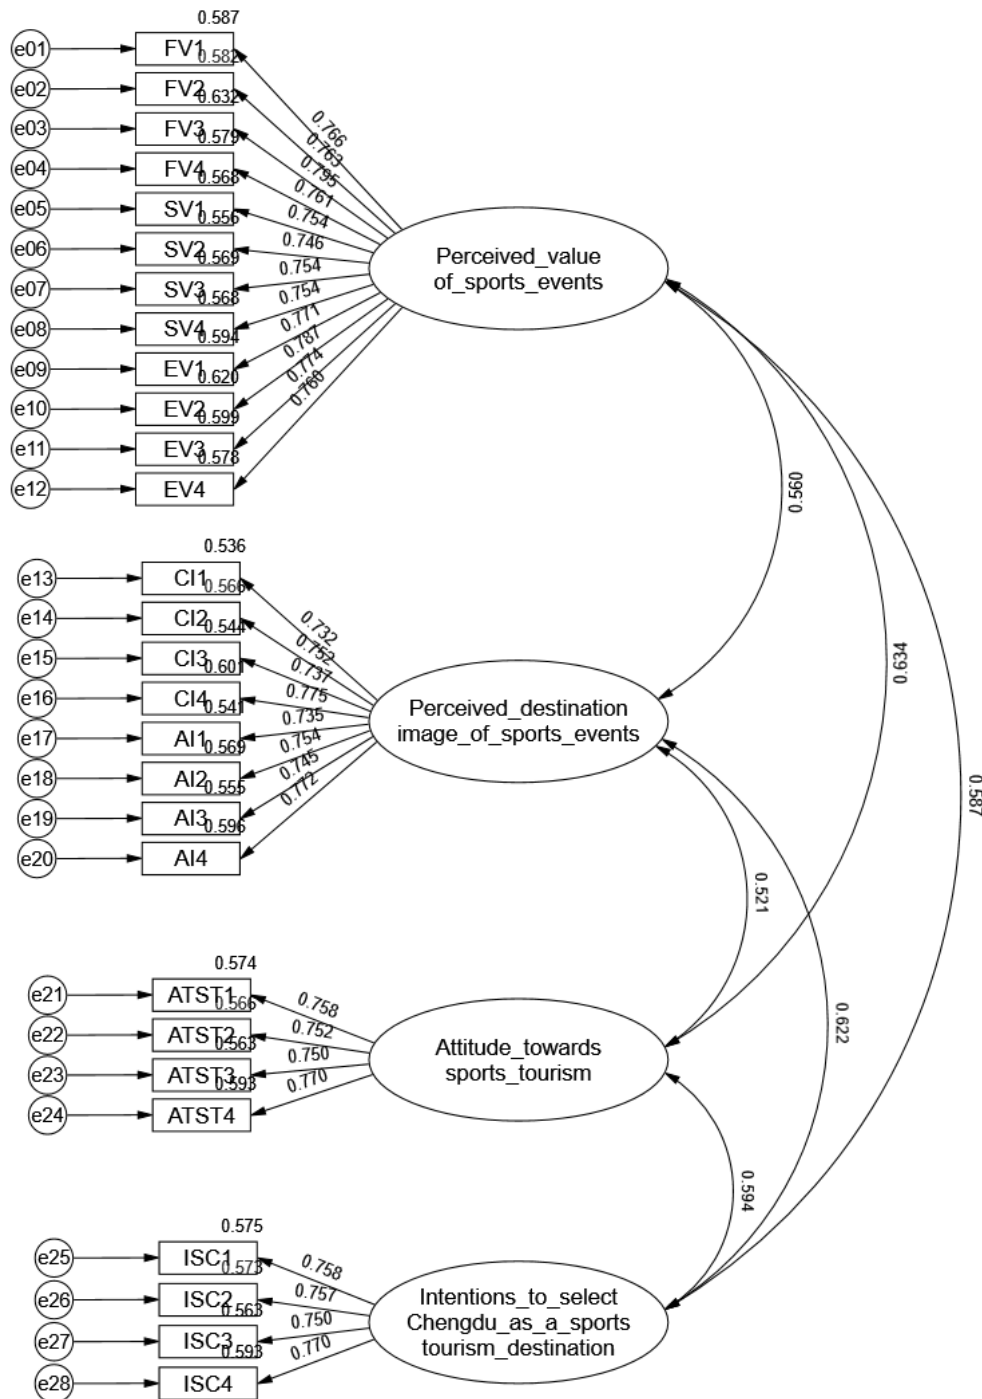 0.587
e01
FV1
0.582
e02
FV2
0.632
e03
FV3
0.579
e04
FV4
0.568
e05
SV1
0.556
e06
SV2
0.569
e07
SV3
0.568
e08
SV4
0.594
e09
EV1
0.620
e10
EV2
0.599
e11
EV3
0.578
e12
EV4
0.766
0.763
0.795
0.761
0.754
0.746
0.754
0.754
0.771
0.787
0.774
0.760
Perceived_value
of_sports_events
0.560
0.634
0.587
0.536
e13
CI1
0.566
e14
CI2
0.544
e15
CI3
0.601
e16
CI4
0.541
e17
AI1
0.569
e18
AI2
0.555
e19
AI3
0.596
e20
AI4
0.732
0.752
0.737
0.775
0.735
0.754
0.745
0.772
Perceived_destination
image_of_sports_events
0.521
0.622
0.574
e21
ATST1
0.566
e22
ATST2
0.563
e23
ATST3
0.593
e24
ATST4
0.758
0.752
0.750
0.770
Attitude_towards
sports_tourism
0.594
0.575
e25
ISC1
0.573
e26
ISC2
0.563
e27
ISC3
0.593
e28
ISC4
0.758
0.757
0.750
0.770
Intentions_to_select
Chengdu_as_a_sports
tourism_destination